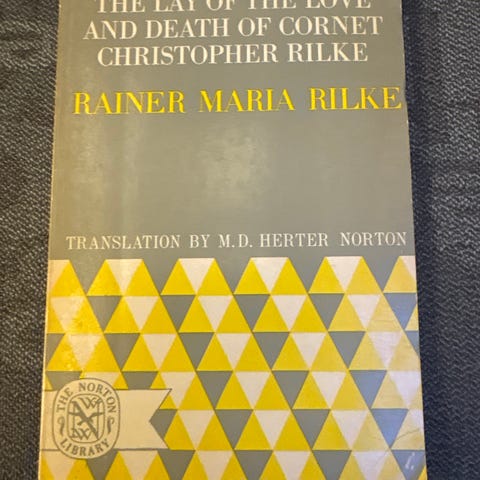 THE LAY OF THE LOVE
AND DEATH OF CORNET
CHRISTOPHER RILKE
RAINER MARIA RILKE
TRANSLATION BY M.D. HERTER NORTON
THE NORTON
LIBRARY